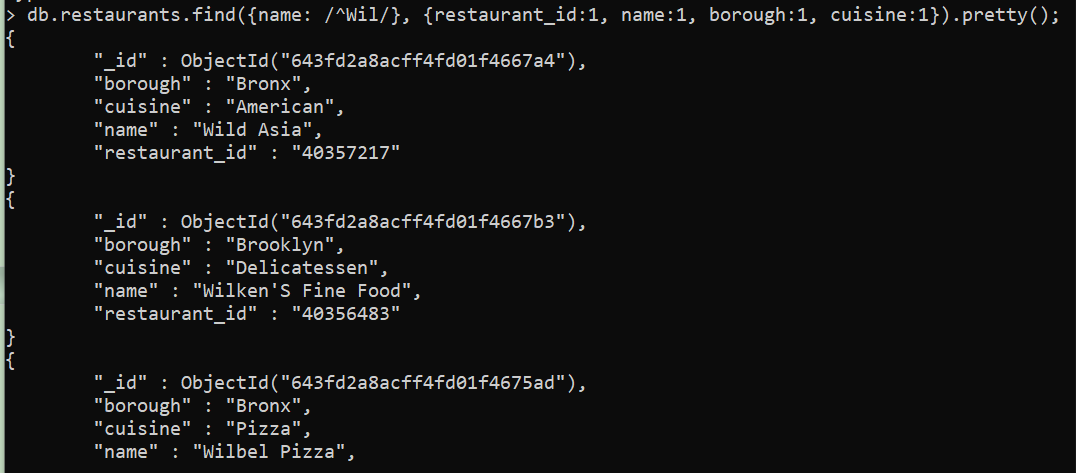 > db.restaurants.find({name: /^Wil/}, {restaurant_id:1, name:1, borough:1, cuisine:1}).pretty();
{
        "_id" : ObjectId("643fd2a8acff4fd01f4667a4"),
        "borough" : "Bronx",
        "cuisine" : "American",
        "name" : "Wild Asia",
        "restaurant_id" : "40357217"
}
{
        "_id" : ObjectId("643fd2a8acff4fd01f4667b3"),
        "borough" : "Brooklyn",
        "cuisine" : "Delicatessen",
        "name" : "Wilken'S Fine Food",
        "restaurant_id" : "40356483"
}
{
        "_id" : ObjectId("643fd2a8acff4fd01f4675ad"),
        "borough" : "Bronx",
        "cuisine" : "Pizza",
        "name" : "Wilbel Pizza",